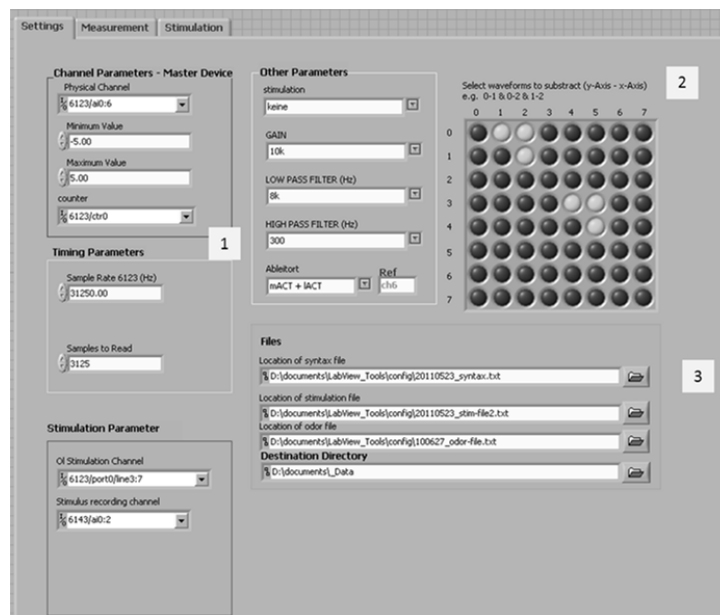 Settings Measurement Stimulation
Channel Parameters - Master Device
Physical Channel
6123/ai0:6
Minimum Value
-5.00
Maximum Value
5.00
counter
6123/ctr0
1
Timing Parameters
Sample Rate 6123 (Hz)
31250.00
Samples to Read
3125
Stimulation Parameter
Ol Stimulation Channel
6123/port0/line3:7
Stimulus recording channel
6143/ai0:2
Other Parameters
stimulation
keine
GAIN
10k
LOW PASS FILTER (Hz)
8k
HIGH PASS FILTER (Hz)
300
Ableitort
mACT + lACT
Ref
ch6
Select waveforms to substract (y-Axis - x-Axis)
e.g. 0-1 & 0-2 & 1-2
2
0 1 2 3 4 5 6 7
0
1
2
3
4
5
6
7
Files
Location of syntax file
D:\documents\LabView_Tools\config\20110523_syntax.txt
3
Location of stimulation file
D:\documents\LabView_Tools\config\20110523_stim-file2.txt
Location of odor file
D:\documents\LabView_Tools\config\100627_odor-file.txt
Destination Directory
D:\documents\_Data